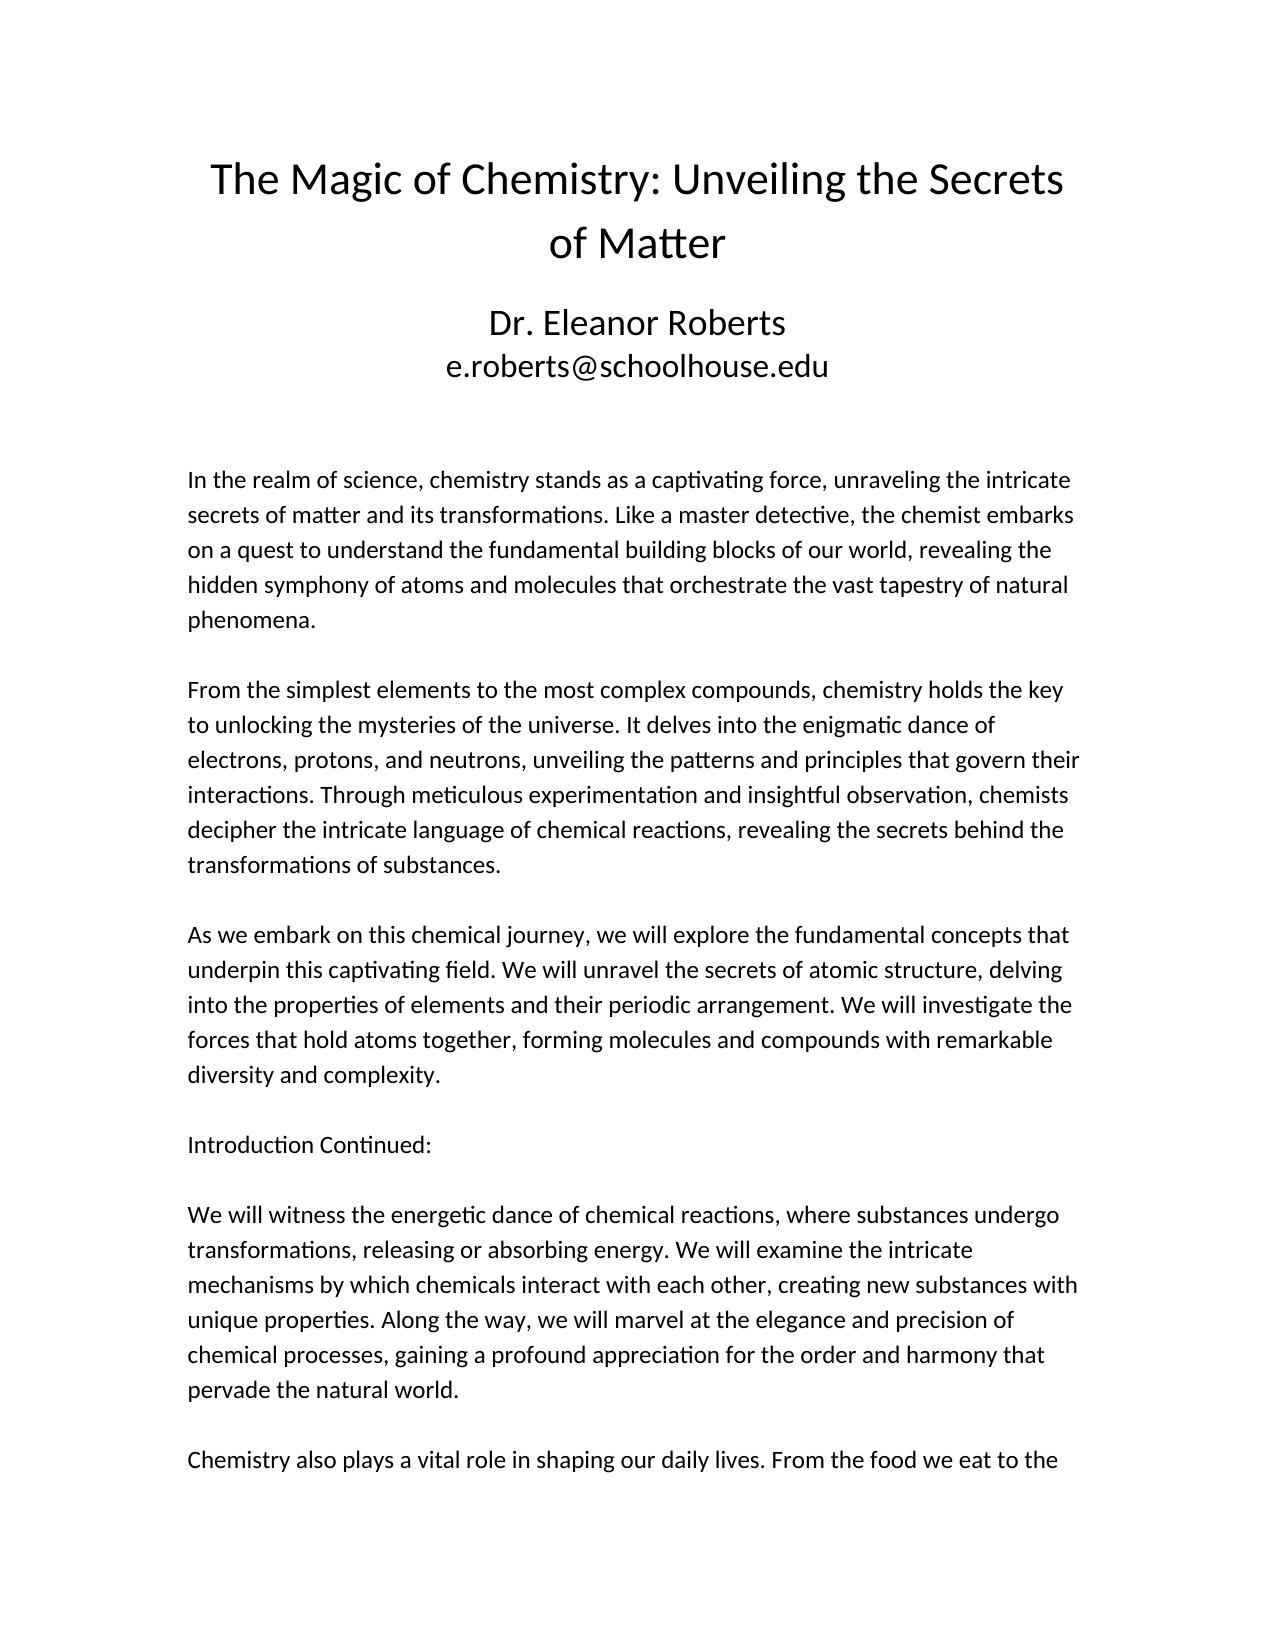 The Magic of Chemistry: Unveiling the Secrets
of Matter
Dr. Eleanor Roberts
e.roberts@schoolhouse.edu
In the realm of science, chemistry stands as a captivating force, unraveling the intricate
secrets of matter and its transformations. Like a master detective, the chemist embarks
on a quest to understand the fundamental building blocks of our world, revealing the
hidden symphony of atoms and molecules that orchestrate the vast tapestry of natural
phenomena.
From the simplest elements to the most complex compounds, chemistry holds the key
to unlocking the mysteries of the universe. It delves into the enigmatic dance of
electrons, protons, and neutrons, unveiling the patterns and principles that govern their
interactions. Through meticulous experimentation and insightful observation, chemists
decipher the intricate language of chemical reactions, revealing the secrets behind the
transformations of substances.
As we embark on this chemical journey, we will explore the fundamental concepts that
underpin this captivating field. We will unravel the secrets of atomic structure, delving
into the properties of elements and their periodic arrangement. We will investigate the
forces that hold atoms together, forming molecules and compounds with remarkable
diversity and complexity.
Introduction Continued:
We will witness the energetic dance of chemical reactions, where substances undergo
transformations, releasing or absorbing energy. We will examine the intricate
mechanisms by which chemicals interact with each other, creating new substances with
unique properties. Along the way, we will marvel at the elegance and precision of
chemical processes, gaining a profound appreciation for the order and harmony that
pervade the natural world.
Chemistry also plays a vital role in shaping our daily lives. From the food we eat to the